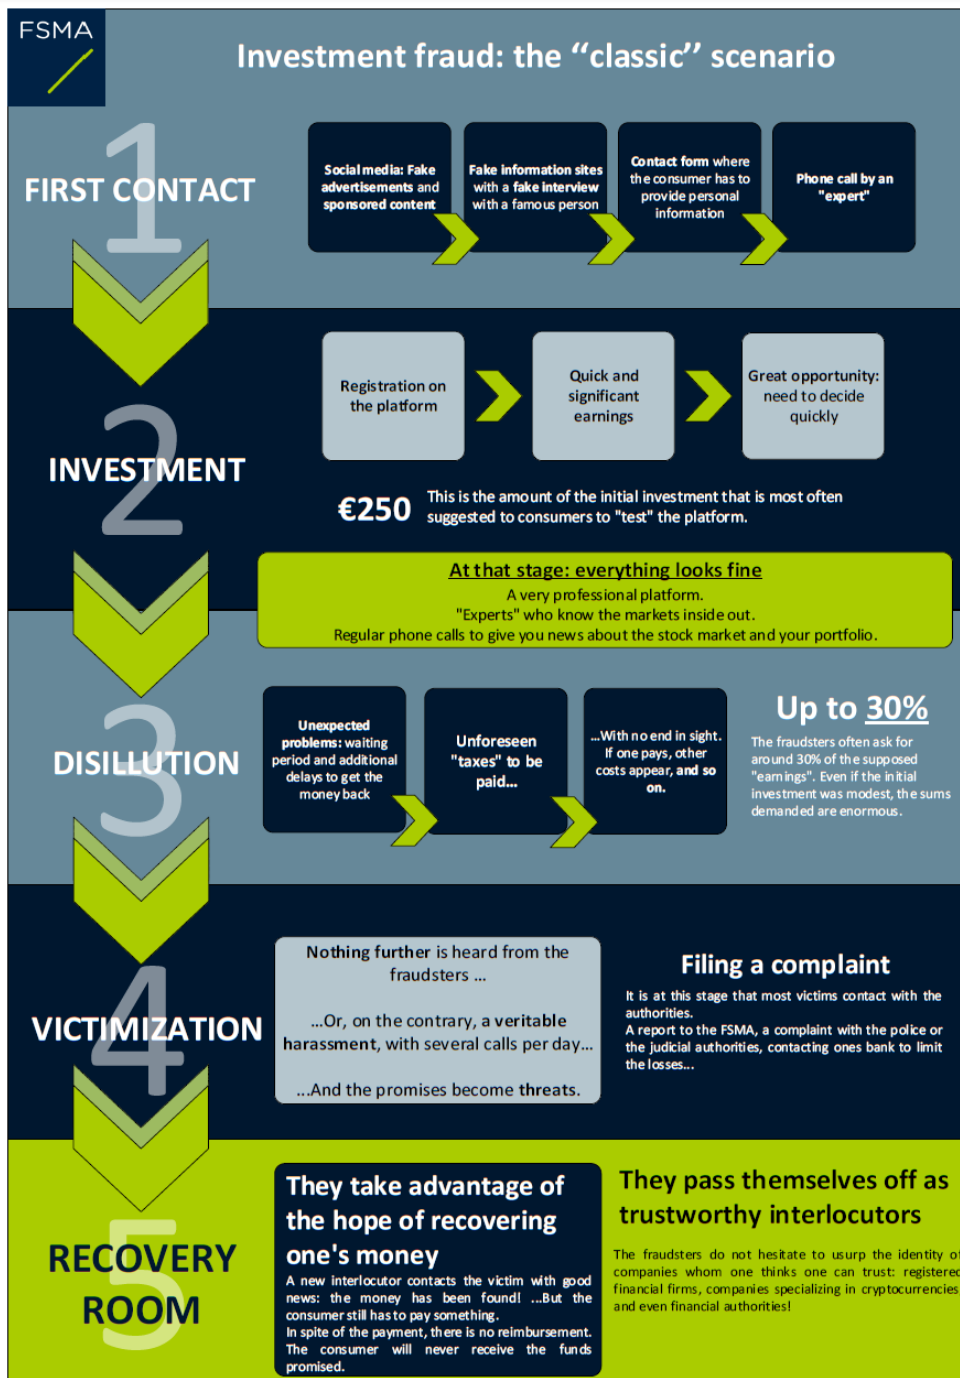 FSMA
Investment fraud: the “classic” scenario
1
FIRST CONTACT
Social media: Fake
advertisements and
sponsored content
Fake information sites
with a fake interview
with a famous person
Contact form where
the consumer has to
provide personal
information
Phone call by an
"expert"
2
INVESTMENT
Registration on
the platform
Quick and
significant
earnings
Great opportunity:
need to decide
quickly
€250
This is the amount of the initial investment that is most often
suggested to consumers to "test" the platform.
At that stage: everything looks fine
A very professional platform.
"Experts" who know the markets inside out.
Regular phone calls to give you news about the stock market and your portfolio.
3
DISILLUTION
Unexpected
problems: waiting
period and additional
delays to get the
money back
Unforeseen
"taxes" to be
paid...
...With no end in sight.
If one pays, other
costs appear, and so
on.
Up to 30%
The fraudsters often ask for
around 30% of the supposed
"earnings". Even if the initial
investment was modest, the sums
demanded are enormous.
4
VICTIMIZATION
Nothing further is heard from the
fraudsters ...
...Or, on the contrary, a veritable
harassment, with several calls per day...
...And the promises become threats.
Filing a complaint
It is at this stage that most victims contact with the
authorities.
A report to the FSMA, a complaint with the police or
the judicial authorities, contacting ones bank to limit
the losses...
5
RECOVERY
ROOM
They take advantage of
the hope of recovering
one's money
A new interlocutor contacts the victim with good
news: the money has been found! ...But the
consumer still has to pay something.
In spite of the payment, there is no reimbursement.
The consumer will never receive the funds
promised.
They pass themselves off as
trustworthy interlocutors
The fraudsters do not hesitate to usurp the identity of
companies whom one thinks one can trust: registered
financial firms, companies specializing in cryptocurrencies
and even financial authorities!